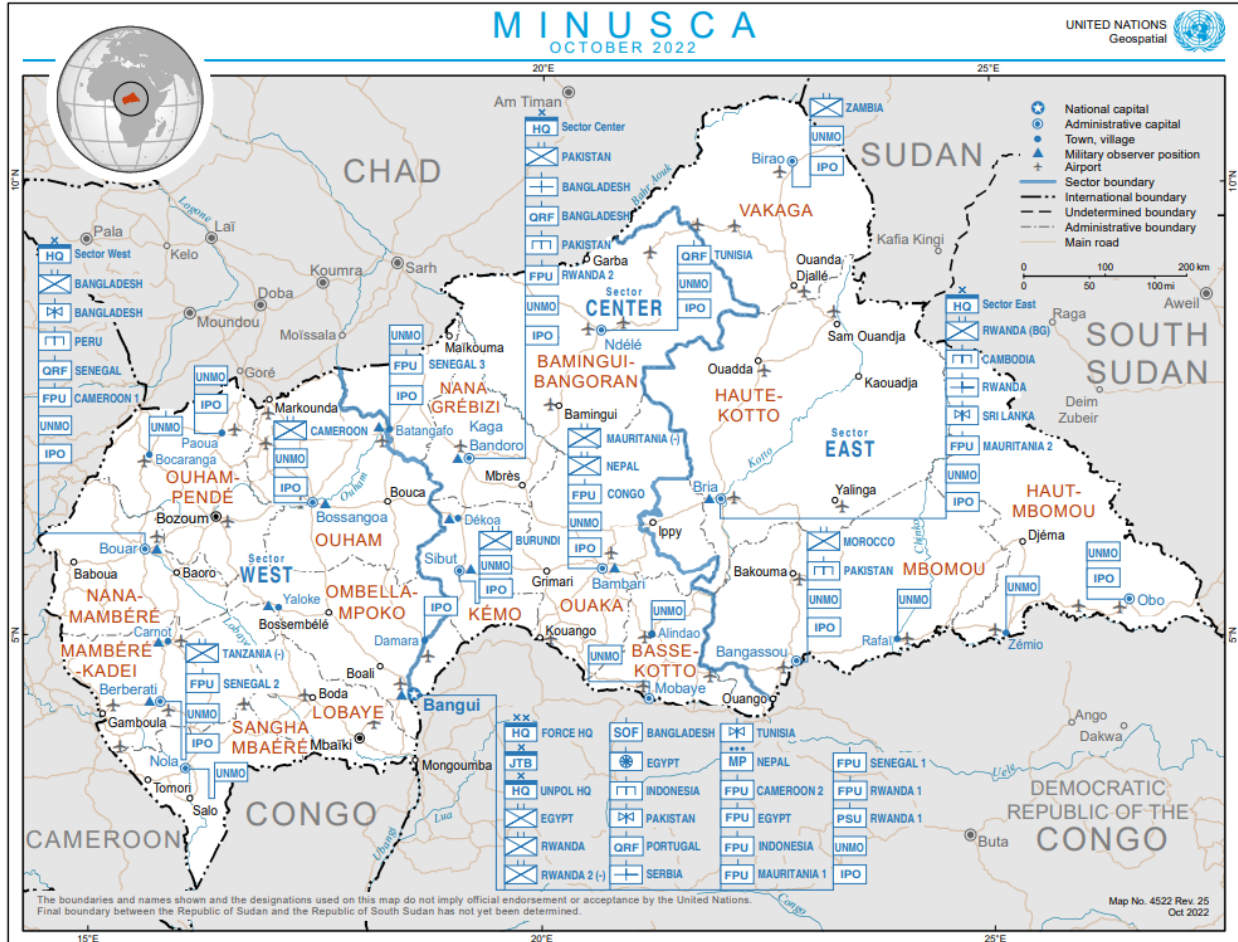 MINUSCA
OCTOBER 2022
UNITED NATIONS
Geospatial
20°E
25°E
10°N
10°N
5°N
5°N
15°E
20°E
25°E
National capital
Administrative capital
Town, village
Military observer position
Airport
Sector boundary
International boundary
Undetermined boundary
Administrative boundary
Main road
0 100 200 km
0 50 100 mi
CHAD
SUDAN
SOUTH
SUDAN
CAMEROON
CONGO
DEMOCRATIC
REPUBLIC OF THE
CONGO
Am Timan
Bahr Aouk
Logone
Pala
Laï
Kelo
Koumra
Sarh
Doba
Moundou
Moïssala
Goré
Kafia Kingi
Raga
Aweil
Deim
Zubeir
Ango
Dakwa
Buta
Uele
Lua
Ubangi
Congo
HQ Sector West
BANGLADESH
BANGLADESH
PERU
QRF SENEGAL
FPU CAMEROON 1
UNMO
IPO
UNMO
IPO
UNMO
HQ Sector Center
PAKISTAN
BANGLADESH
QRF BANGLADESH
PAKISTAN
FPU RWANDA 2
UNMO
IPO
ZAMBIA
UNMO
IPO
QRF TUNISIA
UNMO
IPO
HQ Sector East
RWANDA (BG)
CAMBODIA
RWANDA
SRI LANKA
FPU MAURITANIA 2
UNMO
IPO
UNMO
FPU SENEGAL 3
IPO
CAMEROON
UNMO
IPO
MAURITANIA (-)
NEPAL
FPU CONGO
UNMO
IPO
BURUNDI
UNMO
IPO
IPO
MOROCCO
PAKISTAN
UNMO
IPO
UNMO
UNMO
UNMO
IPO
UNMO
UNMO
TANZANIA (-)
FPU SENEGAL 2
UNMO
IPO
UNMO
Birao
VAKAGA
Garba
Ouanda
Djallé
Sector
CENTER
Ndélé
Sam Ouandja
BAMINGUI-
BANGORAN
Bamingui
Ouadda
Kaouadja
HAUTE-
KOTTO
Sector
EAST
Kotto
Bria
Yalinga
Ippy
HAUT-
MBOMOU
Djéma
Chinko
MBOMOU
Bakouma
Obo
Zémio
Rafaï
Bangassou
Ouango
Maïkouma
NANA
GRÉBIZI
Kaga
Bandoro
Mbrès
Markounda
Batangafo
Paoua
Bocaranga
OUHAM-
PENDÉ
Ouham
Bouca
Bozoum
Bossangoa
OUHAM
Dékoa
Sibut
Bouar
Baboua
Baoro
Sector
WEST
NANA-
MAMBÉRÉ
Yaloke
Bossembélé
OMBELLA-
MPOKO
KÉMO
Grimari
Bambari
OUAKA
Kouango
Alindao
BASSE-
KOTTO
Mobaye
Damara
Carnot
Lobaye
MAMBÉRÉ
-KADEI
Berberati
Gamboula
Boali
Boda
LOBAYE
Bangui
SANGHA
MBAÉRÉ
Mbaïki
Mongoumba
Nola
Tomori
Salo
HQ FORCE HQ
JTB
HQ UNPOL HQ
EGYPT
RWANDA
RWANDA 2 (-)
SOF BANGLADESH
EGYPT
INDONESIA
PAKISTAN
QRF PORTUGAL
SERBIA
TUNISIA
MP NEPAL
FPU CAMEROON 2
FPU EGYPT
FPU INDONESIA
FPU MAURITANIA 1
FPU SENEGAL 1
FPU RWANDA 1
PSU RWANDA 1
UNMO
IPO
The boundaries and names shown and the designations used on this map do not imply official endorsement or acceptance by the United Nations.
Final boundary between the Republic of Sudan and the Republic of South Sudan has not yet been determined.
Map No. 4522 Rev. 25
Oct 2022